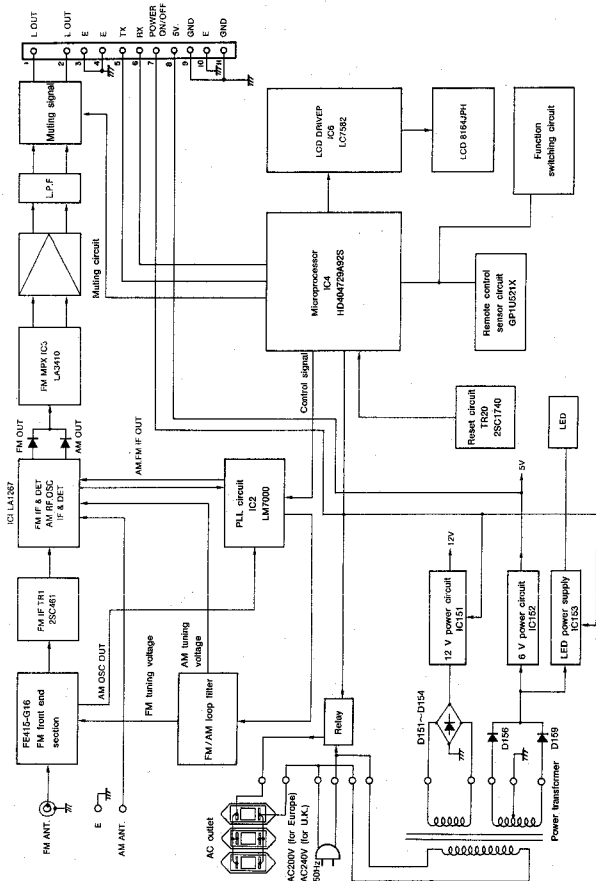 FM ANT.
E
AM ANT.
FE415-G16
FM front end
section
FM IF TR1
2SC461
ICI LA1267
FM IF & DET
AM RF.OSC
IF & DET
FM OUT
AM OUT
FM MPX IC3
LA3410
L.P.F
Muting signal
1
L OUT
2
L OUT
3
E
4
E
5
TX
6
RX
7
POWER
ON/OFF
8
5V.
9
GND
10
E
11
GND
AM OSC OUT
FM tuning voltage
AM tuning
voltage
AM.FM IF OUT
Muting circuit
FM/AM loop filter
PLL circuit
IC2
LM7000
Control signal
Microprocessor
IC4
HD404729A92S
LCD DRIVEP
IC6
LC7582
LCD 8164JPH
Function
switching circuit
Remote control
sensor circuit
GP1U521X
Reset circuit
TR20
2SC1740
LED
AC outlet
AC200V (for Europe)
AC240V (for U.K.)
50Hz
Relay
12V
5V
D151~D154
12 V power circuit
IC151
D156
D159
6 V power circuit
IC152
LED power supply
IC153
Power transformer